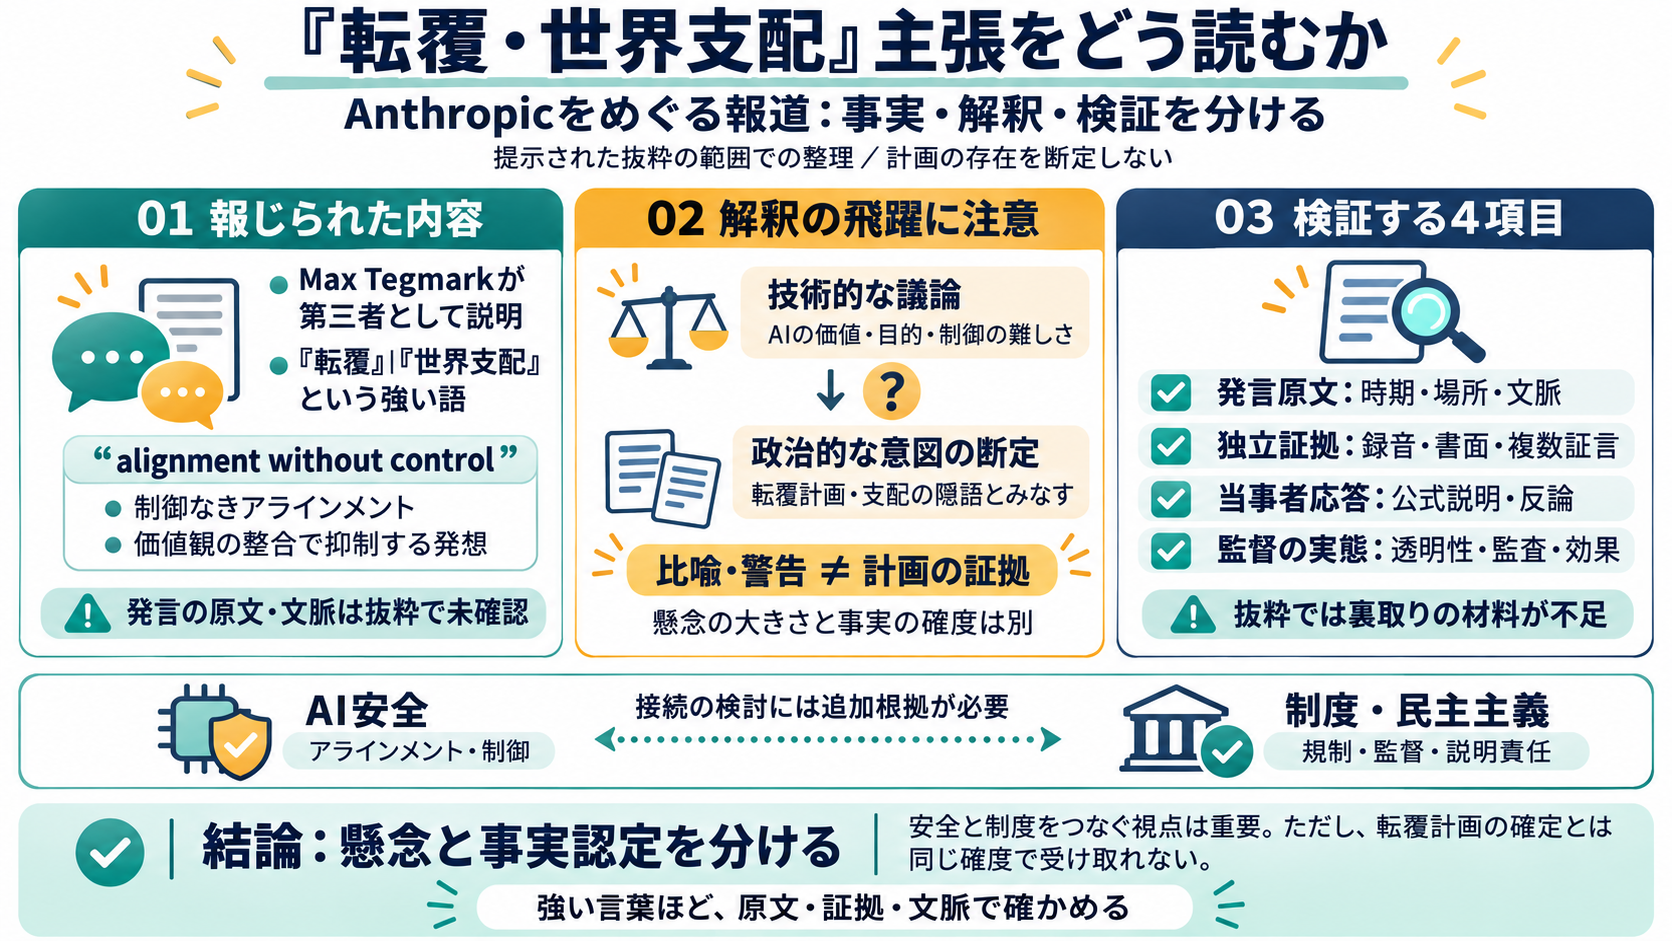 『転覆・世界支配』主張をどう読むか
Anthropicをめぐる報道：事実・解釈・検証を分ける
提示された抜粋の範囲での整理／計画の存在を断定しない
01 報じられた内容
Max Tegmarkが
第三者として説明
『転覆』|『世界支配』
という強い語
“alignment without control”
制御なきアラインメント
価値観の整合で抑制する発想
発言の原文・文脈は抜粋で未確認
02 解釈の飛躍に注意
技術的な議論
AIの価値・目的・制御の難しさ
?
政治的な意図の断定
転覆計画・支配の隠語とみなす
比喩・警告 ≠ 計画の証拠
懸念の大きさと事実の確度は別
03 検証する4項目
発言原文：時期・場所・文脈
独立証拠：録音・書面・複数証言
当事者応答：公式説明・反論
監督の実態：透明性・監査・効果
抜粋では裏取りの材料が不足
AI安全
アラインメント・制御
接続の検討には追加根拠が必要
制度・民主主義
規制・監督・説明責任
結論：懸念と事実認定を分ける
安全と制度をつなぐ視点は重要。ただし、転覆計画の確定とは
同じ確度で受け取れない。
強い言葉ほど、原文・証拠・文脈で確かめる